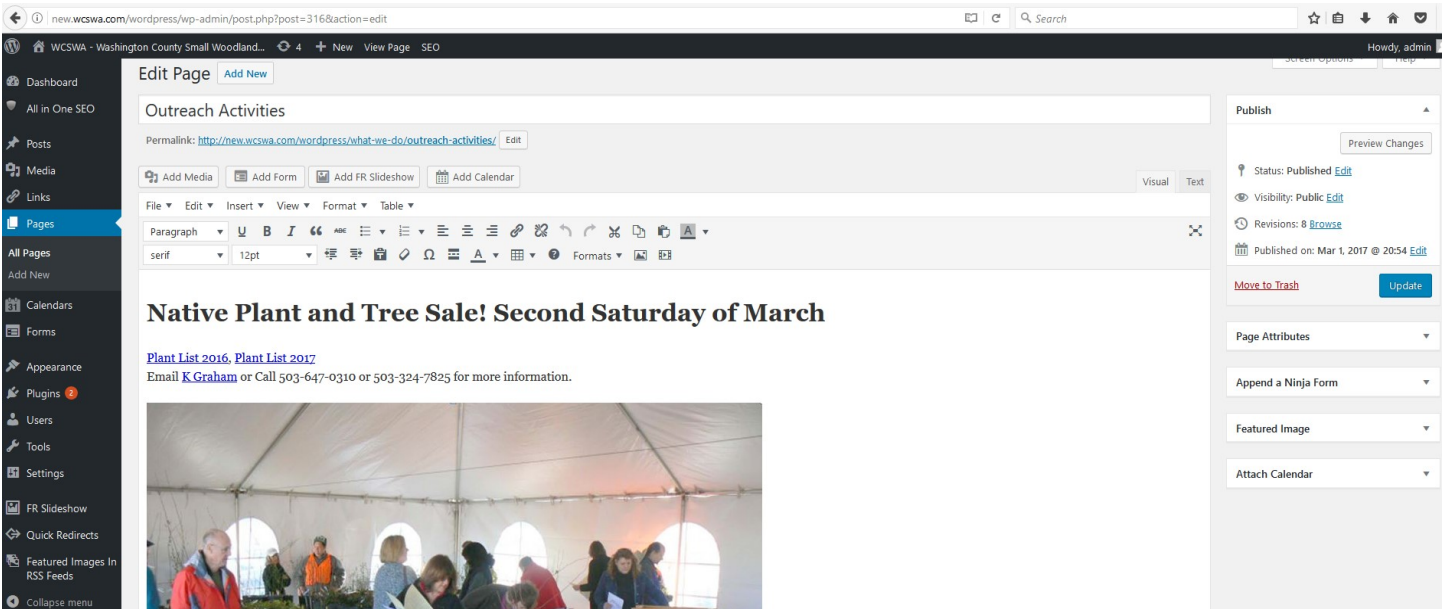 new.wcswa.com/wordpress/wp-admin/post.php?post=316&action=edit
Search
WCSWA - Washington County Small Woodland... 4 + New View Page SEO
Howdy, admin
Screen Options Help
Dashboard
All in One SEO
Posts
Media
Links
Pages
All Pages
Add New
Calendars
Forms
Appearance
Plugins 2
Users
Tools
Settings
FR Slideshow
Quick Redirects
Featured Images In
RSS Feeds
Collapse menu
Edit Page Add New
Outreach Activities
Permalink: http://new.wcswa.com/wordpress/what-we-do/outreach-activities/ Edit
Add Media Add Form Add FR Slideshow Add Calendar
Visual Text
File Edit Insert View Format Table
Paragraph U B I ABC A
serif 12pt Ω A Formats
Native Plant and Tree Sale! Second Saturday of March
Plant List 2016, Plant List 2017
Email K Graham or Call 503-647-0310 or 503-324-7825 for more information.
Publish
Preview Changes
Status: Published Edit
Visibility: Public Edit
Revisions: 8 Browse
31 Published on: Mar 1, 2017 @ 20:54 Edit
Move to Trash Update
Page Attributes
Append a Ninja Form
Featured Image
Attach Calendar